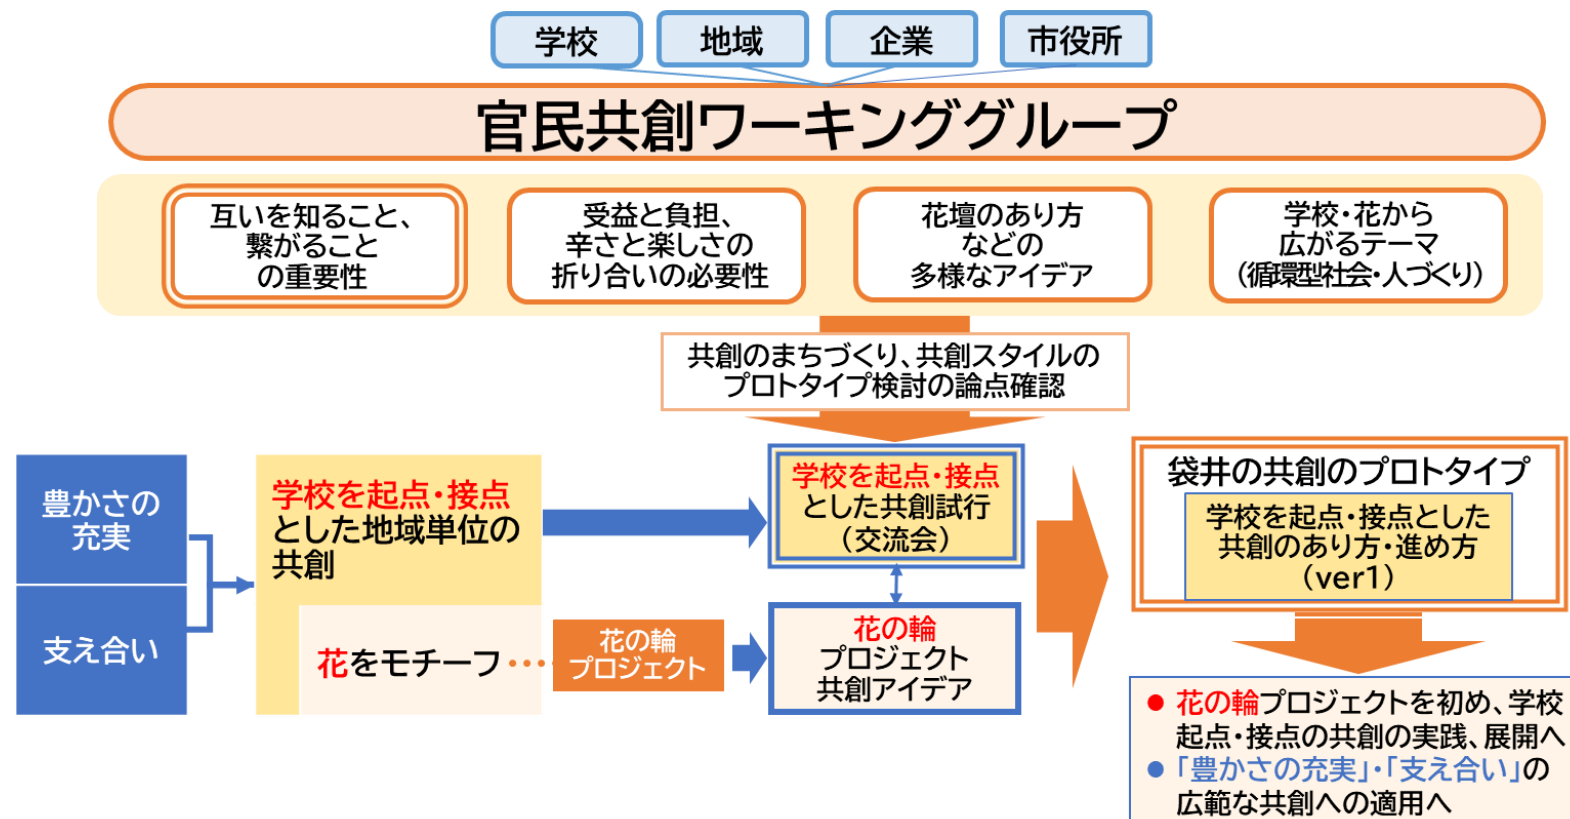 学校
地域
企業
市役所
官民共創ワーキンググループ
互いを知ること、
繋がること
の重要性
受益と負担、
辛さと楽しさの
折り合いの必要性
花壇のあり方
などの
多様なアイデア
学校・花から
広がるテーマ
（循環型社会・人づくり）
共創のまちづくり、共創スタイルの
プロトタイプ検討の論点確認
豊かさの
充実
支え合い
学校を起点・接点
とした地域単位の
共創
花をモチーフ
花の輪
プロジェクト
学校を起点・接点
とした共創試行
（交流会）
花の輪
プロジェクト
共創アイデア
袋井の共創のプロトタイプ
学校を起点・接点とした
共創のあり方・進め方
（ver1）
● 花の輪プロジェクトを初め、学校
起点・接点の共創の実践、展開へ
● 「豊かさの充実」・「支え合い」の
広範な共創への適用へ